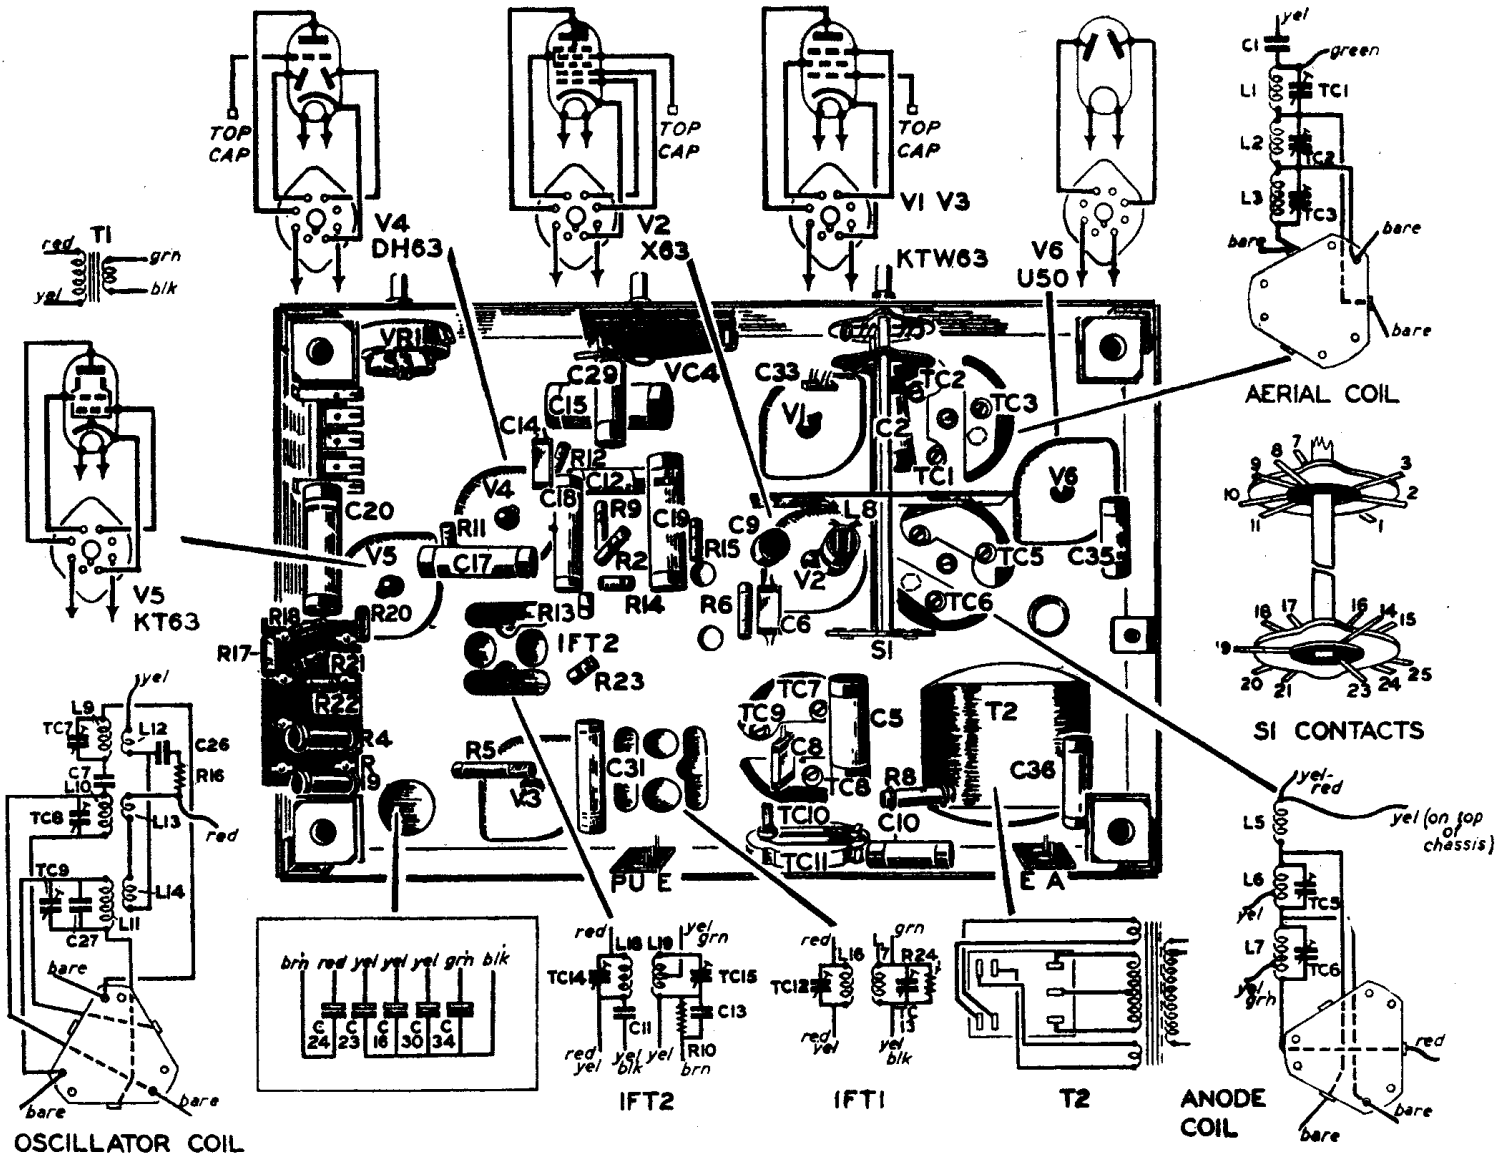 TOP
CAP
V4
DH63
TOP
CAP
V2
X63
TOP
CAP
V1 V3
KTW63
V6
U50
yel
C1
green
L1
TC1
L2
TC2
L3
TC3
bare
bare
bare
AERIAL COIL
T1
red
grn
yel
blk
V5
KT63
VR1
C29
C15
VC4
C33
V1
TC2
TC3
C2
TC1
C14
R12
C12
V4
C18
R9
C19
C20
R11
C17
V5
R2
R15
C9
L8
V2
V6
TC5
C35
R20
R13
R14
R6
C6
TC6
R18
R17
R21
IFT2
R23
S1
R22
TC7
TC9
C5
T2
R4
R5
C31
C8
TC8
R8
C36
R
19
V3
TC10
C10
TC11
PU E
E A
9 8 7 3
10 2
11 1
18 17 16 14 15
19
20 21 23 24 25
S1 CONTACTS
yel
L9
TC7
L12
C26
C7
L10
R16
TC8
L13
red
TC9
L14
L11
C27
bare
bare
bare
OSCILLATOR COIL
brn red yel yel yel grn blk
C
24
C
23
C
16
C
30
C
34
red
L18
L19
yel
grn
TC14
TC15
C11
C13
red
yel
yel
blk
yel
R10
brn
IFT2
red
L16
L
17
grn
R24
TC12
C
13
red
yel
yel
blk
IFT1
T2
yel-
red
L5
yel (on top
of
chassis)
L6
TC5
yel
L7
TC6
yel
grn
red
bare
bare
ANODE
COIL